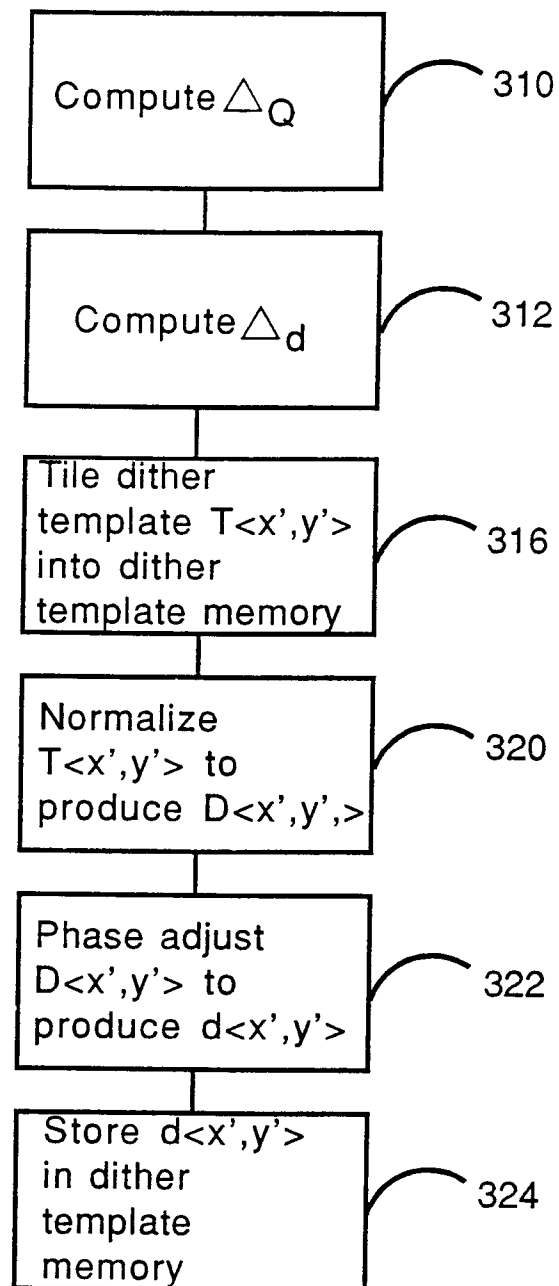 Compute △Q
310
Compute △d
312
Tile dither
template T<x',y'>
into dither
template memory
316
Normalize
T<x',y'> to
produce D<x',y',>
320
Phase adjust
D<x',y'> to
produce d<x',y'>
322
Store d<x',y'>
in dither
template
memory
324